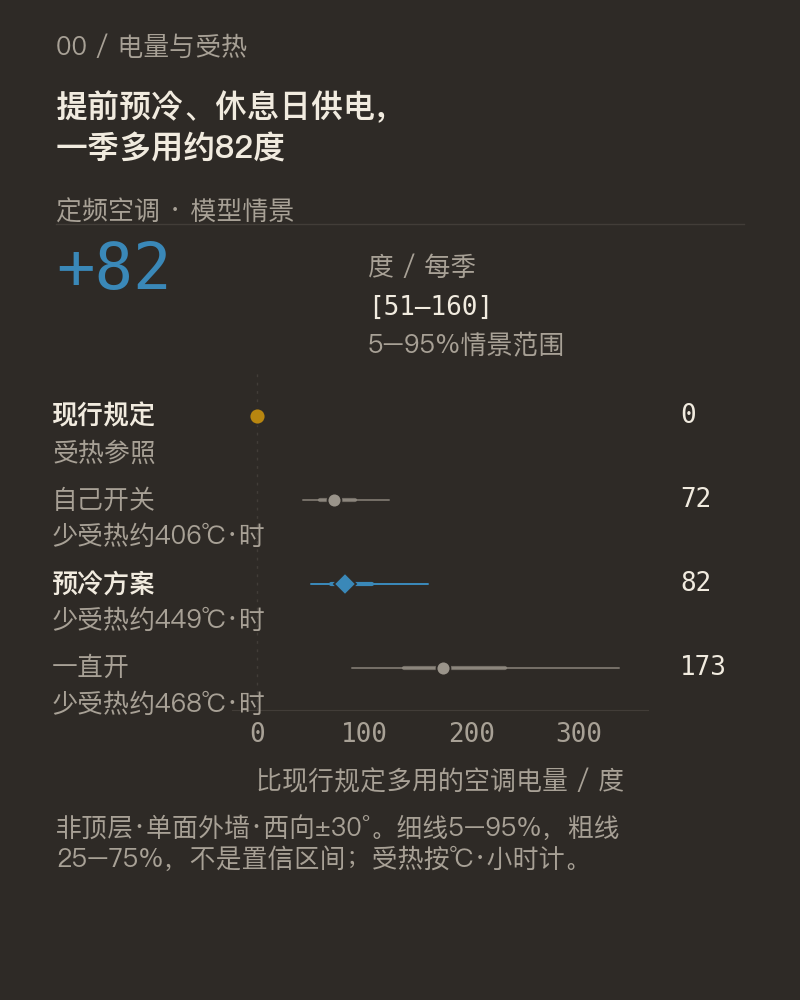 00 / 电量与受热
提前预冷、休息日供电，
一季多用约82度
定频空调 · 模型情景
+82
度 / 每季
[51–160]
5—95%情景范围
现行规定
0
受热参照
自己开关
72
少受热约406℃·时
预冷方案
82
少受热约449℃·时
一直开
173
少受热约468℃·时
0 100 200 300
比现行规定多用的空调电量 / 度
非顶层·单面外墙·西向±30°。细线5—95%，粗线
25—75%，不是置信区间；受热按℃·小时计。